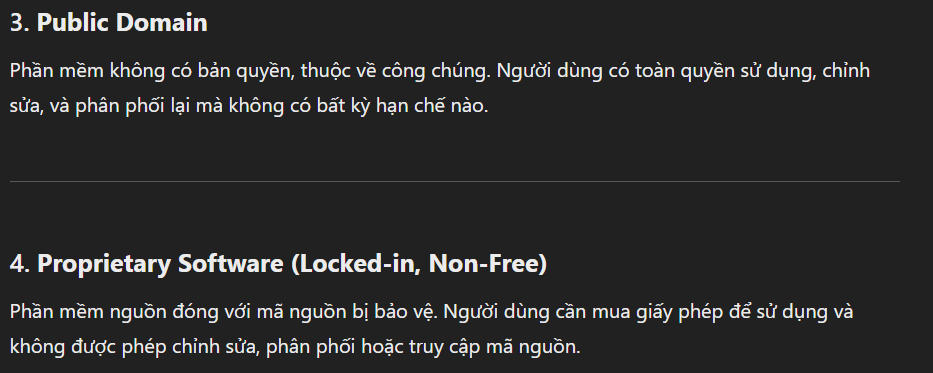 3. Public Domain
Phần mềm không có bản quyền, thuộc về công chúng. Người dùng có toàn quyền sử dụng, chỉnh
sửa, và phân phối lại mà không có bất kỳ hạn chế nào.
4. Proprietary Software (Locked-in, Non-Free)
Phần mềm nguồn đóng với mã nguồn bị bảo vệ. Người dùng cần mua giấy phép để sử dụng và
không được phép chỉnh sửa, phân phối hoặc truy cập mã nguồn.